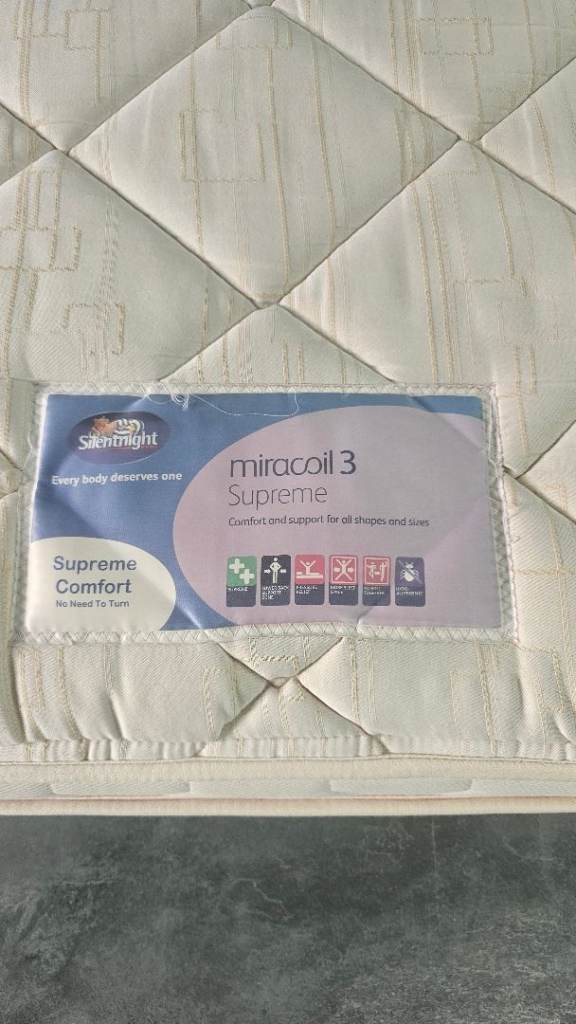 Silentnight
Every body deserves one
miracoil 3
Supreme
Comfort and support for all shapes and sizes
Supreme
Comfort
No Need To Turn